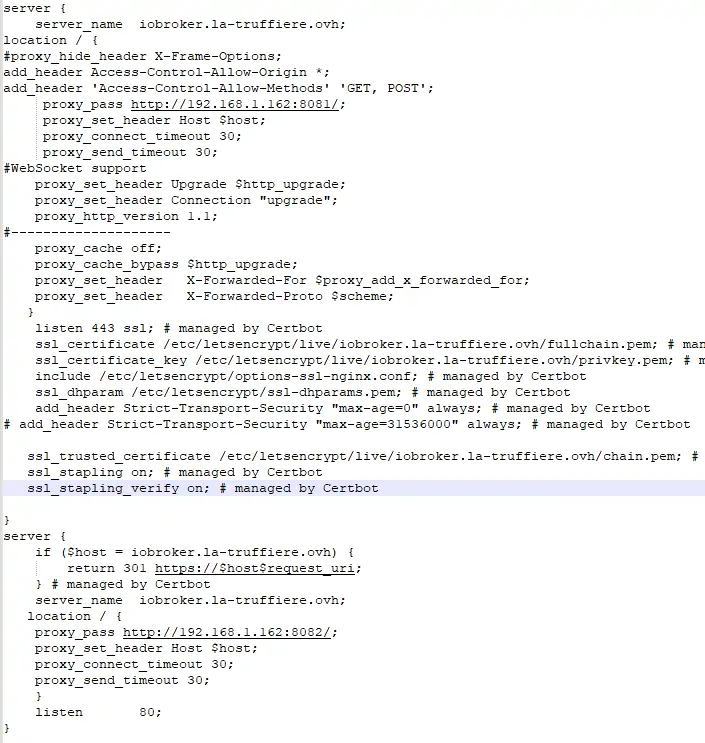 server {
server_name iobroker.la-truffiere.ovh;
location / {
#proxy_hide_header X-Frame-Options;
add_header Access-Control-Allow-Origin *;
add_header 'Access-Control-Allow-Methods' 'GET, POST';
proxy_pass http://192.168.1.162:8081/;
proxy_set_header Host $host;
proxy_connect_timeout 30;
proxy_send_timeout 30;
#WebSocket support
proxy_set_header Upgrade $http_upgrade;
proxy_set_header Connection "upgrade";
proxy_http_version 1.1;
#--------------------
proxy_cache off;
proxy_cache_bypass $http_upgrade;
proxy_set_header X-Forwarded-For $proxy_add_x_forwarded_for;
proxy_set_header X-Forwarded-Proto $scheme;
}
listen 443 ssl; # managed by Certbot
ssl_certificate /etc/letsencrypt/live/iobroker.la-truffiere.ovh/fullchain.pem; # man
ssl_certificate_key /etc/letsencrypt/live/iobroker.la-truffiere.ovh/privkey.pem; # m
include /etc/letsencrypt/options-ssl-nginx.conf; # managed by Certbot
ssl_dhparam /etc/letsencrypt/ssl-dhparams.pem; # managed by Certbot
add_header Strict-Transport-Security "max-age=0" always; # managed by Certbot
# add_header Strict-Transport-Security "max-age=31536000" always; # managed by Certbot
ssl_trusted_certificate /etc/letsencrypt/live/iobroker.la-truffiere.ovh/chain.pem; #
ssl_stapling on; # managed by Certbot
ssl_stapling_verify on; # managed by Certbot
}
server {
if ($host = iobroker.la-truffiere.ovh) {
return 301 https://$host$request_uri;
} # managed by Certbot
server_name iobroker.la-truffiere.ovh;
location / {
proxy_pass http://192.168.1.162:8082/;
proxy_set_header Host $host;
proxy_connect_timeout 30;
proxy_send_timeout 30;
}
listen 80;
}